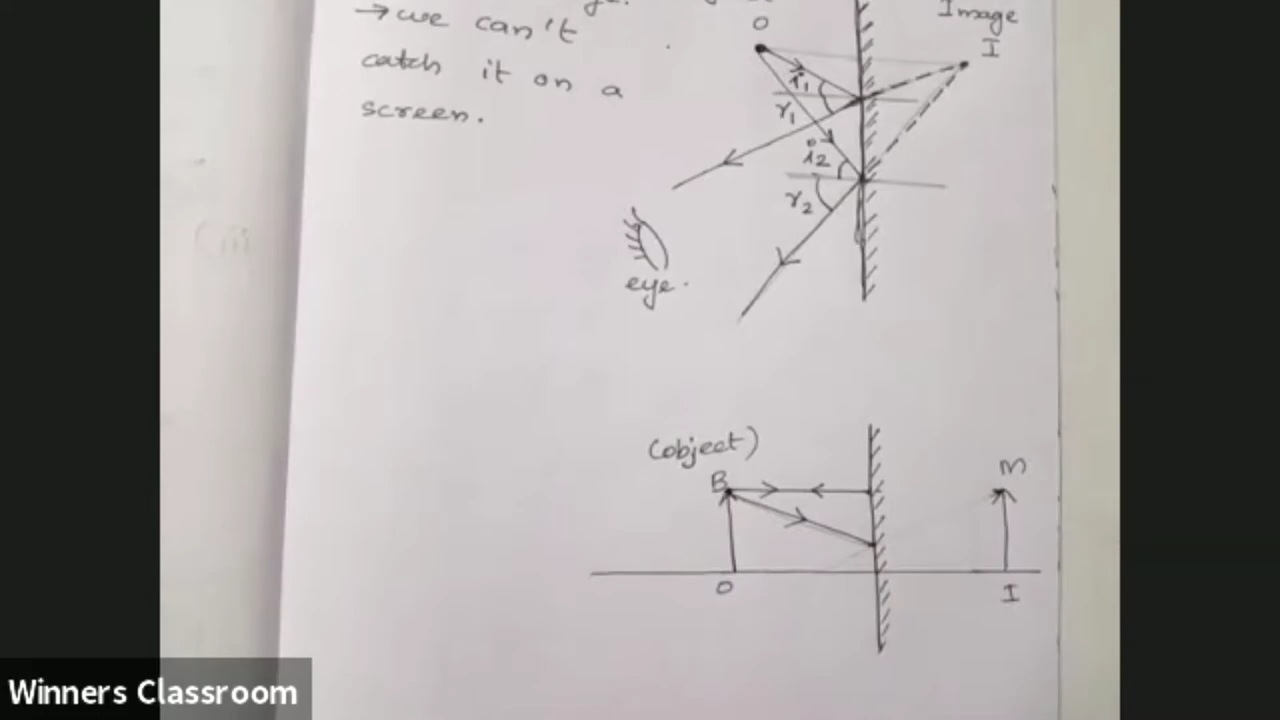 → we can't
catch it on a
screen.
O
Image
I
i1
r1
i2
r2
eye.
(object)
B
M
O
I
Winners Classroom